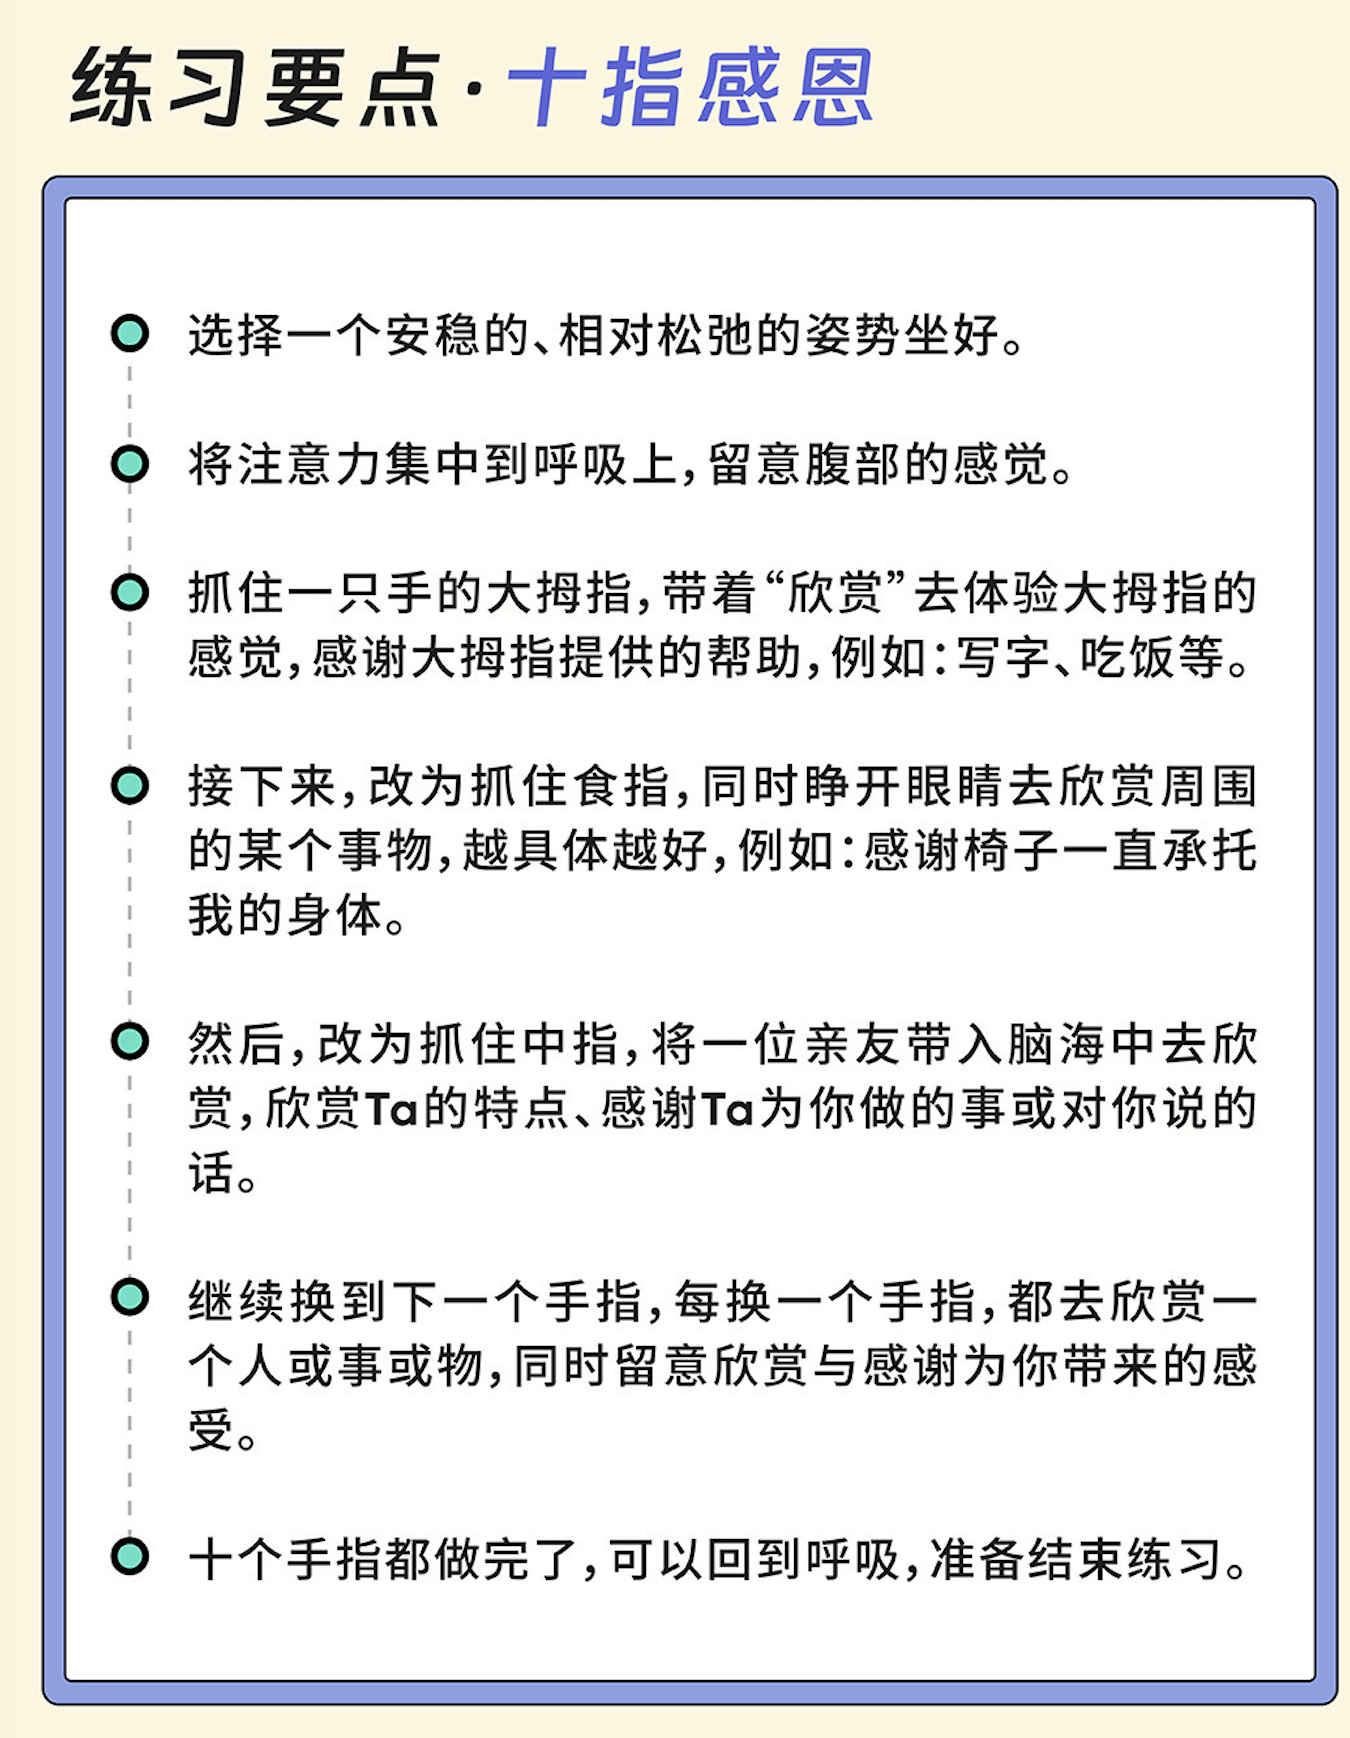 练习要点·十指感恩
选择一个安稳的、相对松弛的姿势坐好。
将注意力集中到呼吸上，留意腹部的感觉。
抓住一只手的大拇指，带着“欣赏”去体验大拇指的
感觉，感谢大拇指提供的帮助，例如：写字、吃饭等。
接下来，改为抓住食指，同时睁开眼睛去欣赏周围
的某个事物，越具体越好，例如：感谢椅子一直承托
我的身体。
然后，改为抓住中指，将一位亲友带入脑海中去欣
赏，欣赏Ta的特点、感谢Ta为你做的事或对你说的
话。
继续换到下一个手指，每换一个手指，都去欣赏一
个人或事或物，同时留意欣赏与感谢为你带来的感
受。
十个手指都做完了，可以回到呼吸，准备结束练习。